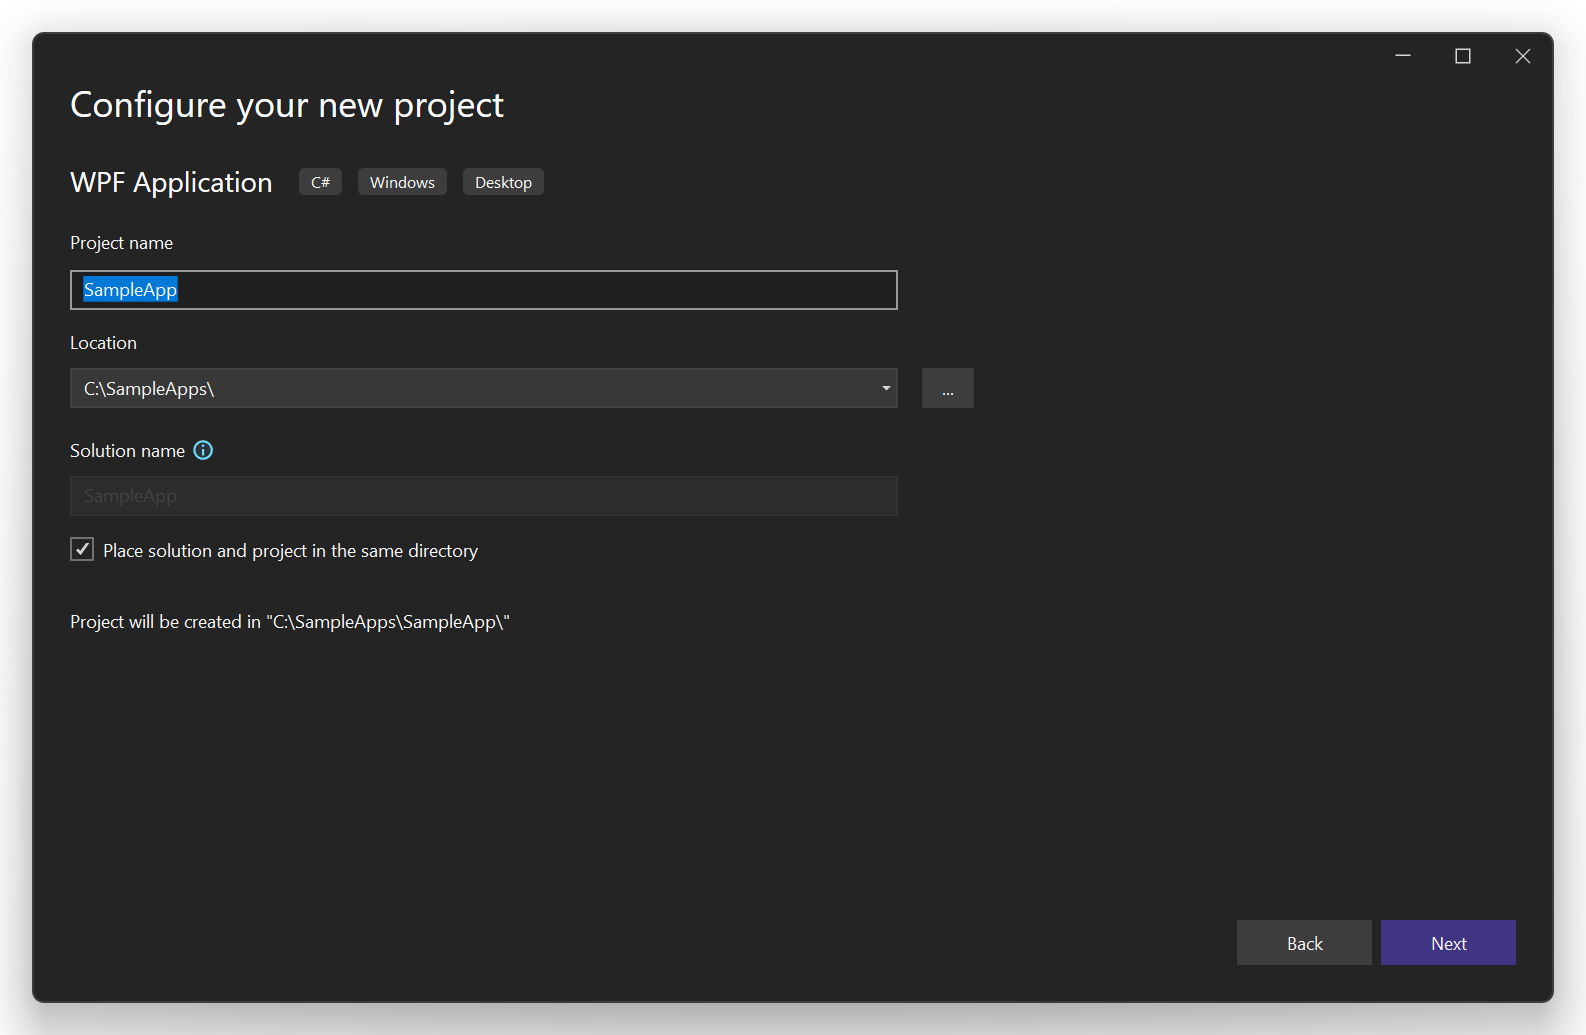 Configure your new project
WPF Application C# Windows Desktop
Project name
SampleApp
Location
C:\SampleApps\
...
Solution name
SampleApp
Place solution and project in the same directory
Project will be created in "C:\SampleApps\SampleApp\"
Back Next